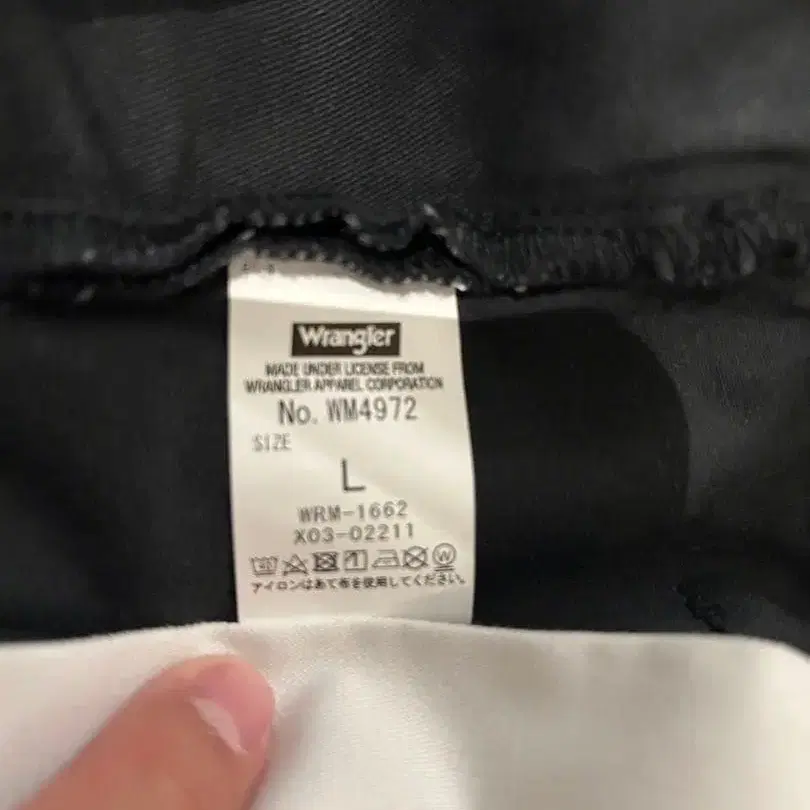 Wrangler
MADE UNDER LICENSE FROM
WRANGLER APPAREL CORPORATION
No. WM4972
SIZE
L
WRM-1662
X03-02211
アイロンはあて布を使用してください。